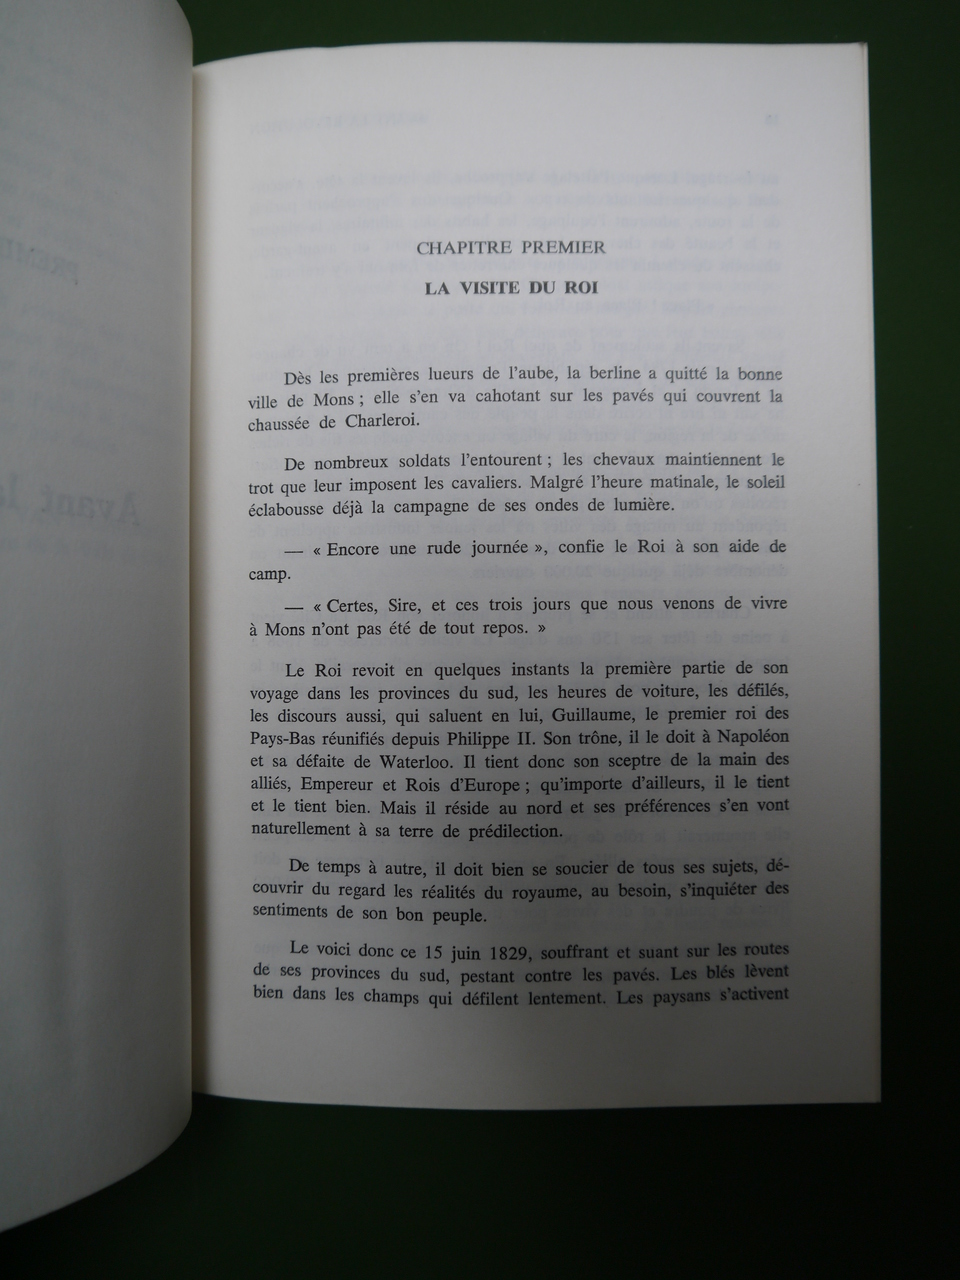 CHAPITRE PREMIER
LA VISITE DU ROI
Dès les premières lueurs de l'aube, la berline a quitté la bonne
ville de Mons ; elle s'en va cahotant sur les pavés qui couvrent la
chaussée de Charleroi.
De nombreux soldats l'entourent ; les chevaux maintiennent le
trot que leur imposent les cavaliers. Malgré l'heure matinale, le soleil
éclabousse déjà la campagne de ses ondes de lumière.
— « Encore une rude journée », confie le Roi à son aide de
camp.
— « Certes, Sire, et ces trois jours que nous venons de vivre
à Mons n'ont pas été de tout repos. »
Le Roi revoit en quelques instants la première partie de son
voyage dans les provinces du sud, les heures de voiture, les défilés,
les discours aussi, qui saluent en lui, Guillaume, le premier roi des
Pays-Bas réunifiés depuis Philippe II. Son trône, il le doit à Napoléon
et sa défaite de Waterloo. Il tient donc son sceptre de la main des
alliés, Empereur et Rois d'Europe ; qu'importe d'ailleurs, il le tient
et le tient bien. Mais il réside au nord et ses préférences s'en vont
naturellement à sa terre de prédilection.
De temps à autre, il doit bien se soucier de tous ses sujets, dé-
couvrir du regard les réalités du royaume, au besoin, s'inquiéter des
sentiments de son bon peuple.
Le voici donc ce 15 juin 1829, souffrant et suant sur les routes
de ses provinces du sud, pestant contre les pavés. Les blés lèvent
bien dans les champs qui défilent lentement. Les paysans s'activent